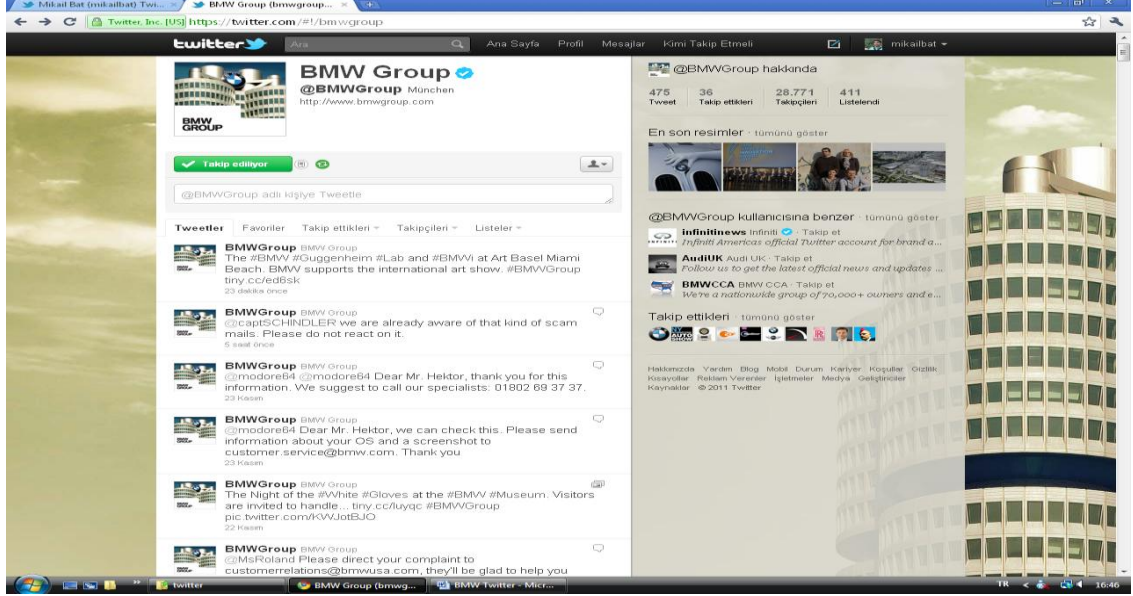 Mikail Bat (mikailbat) Twi...
BMW Group (bmwgroup...
Twitter, Inc. [US] https://twitter.com/#!/bmwgroup
twitter
Ara
Ana Sayfa Profil Mesajlar Kimi Takip Etmeli
mikailbat
BMW GROUP
BMW Group
@BMWGroup München
http://www.bmwgroup.com
Takip ediliyor
@BMWGroup adlı kişiye Tweetle
Tweetler Favoriler Takip ettikleri Takipçileri Listeler
BMWGroup BMW Group
The #BMW #Guggenheim #Lab and #BMWi at Art Basel Miami
Beach. BMW supports the international art show. #BMWGroup
tiny.cc/ed6sk
23 dakika önce
BMWGroup BMW Group
@captSCHINDLER we are already aware of that kind of scam
mails. Please do not react on it.
5 saat önce
BMWGroup BMW Group
@modore64 @modore64 Dear Mr. Hektor, thank you for this
information. We suggest to call our specialists: 01802 69 37 37.
23 Kasım
BMWGroup BMW Group
@modore64 Dear Mr. Hektor, we can check this. Please send
information about your OS and a screenshot to
customer.service@bmw.com. Thank you
23 Kasım
BMWGroup BMW Group
The Night of the #White #Gloves at the #BMW #Museum. Visitors
are invited to handle... tiny.cc/luyqc #BMWGroup
pic.twitter.com/KWJotBJO
22 Kasım
BMWGroup BMW Group
@MsRoland Please direct your complaint to
customerrelations@bmwusa.com, they'll be glad to help you
@BMWGroup hakkında
475 36 28,771 411
Tweet Takip ettikleri Takipçileri Listelendi
En son resimler · tümünü göster
@BMWGroup kullanıcısına benzer · tümünü göster
infinitinews Infiniti · Takip et
Infiniti Americas official Twitter account for brand a...
AudiUK Audi UK · Takip et
Follow us to get the latest official news and updates ...
BMWCCA BMW CCA · Takip et
We're a nationwide group of 70,000+ owners and e...
Takip ettikleri · tümünü göster
Hakkımızda Yardım Blog Mobil Durum Kariyer Koşullar Gizlilik
Kısayollar Reklam Verenler İşletmeler Medya Geliştiriciler
Kaynaklar © 2011 Twitter
twitter
BMW Group (bmwg...
BMW Twitter - Micr...
TR
16:46